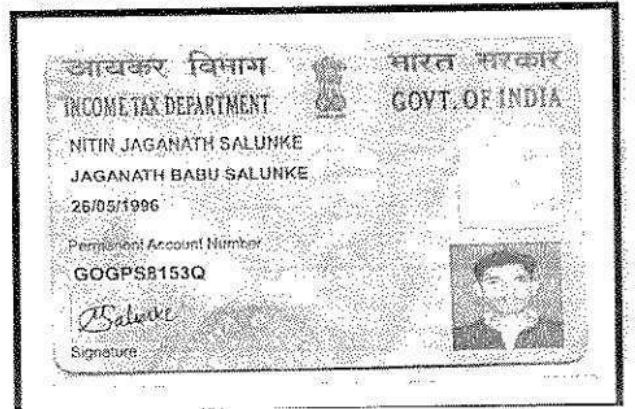 आयकर विभाग
भारत सरकार
INCOME TAX DEPARTMENT
GOVT. OF INDIA
NITIN JAGANATH SALUNKE
JAGANATH BABU SALUNKE
26/05/1996
Permanent Account Number
GOGPS8153Q
Salunke
Signature